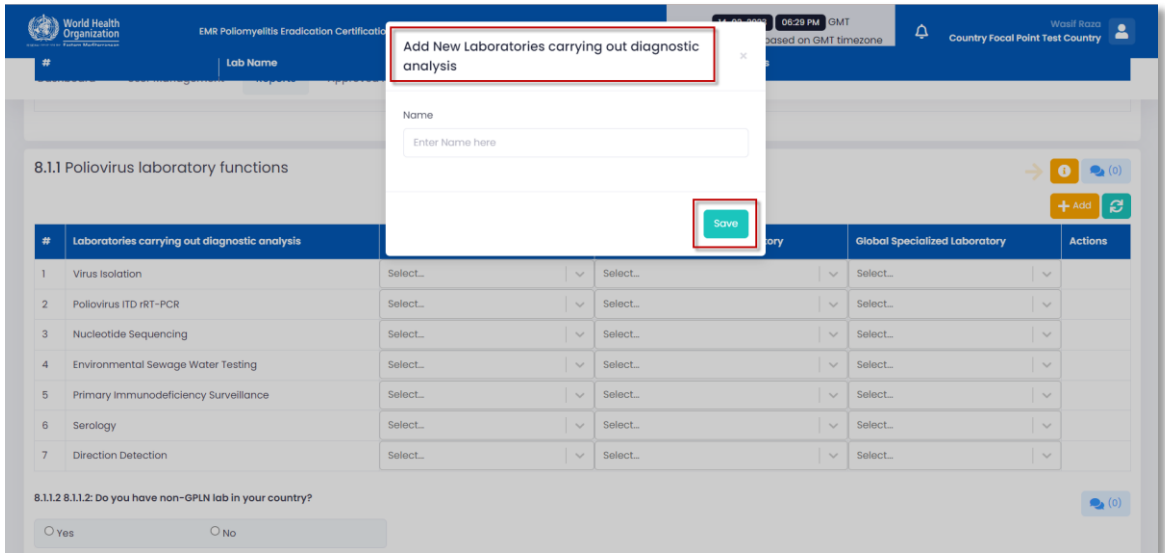 World Health
Organization
EMR Poliomyelitis Eradication Certificatio
06:29 PM GMT
based on GMT timezone
Wasif Raza
Country Focal Point Test Country
# Lab Name
Add New Laboratories carrying out diagnostic
analysis
×
Name
Enter Name here
Save
8.1.1 Poliovirus laboratory functions
(0)
+ Add
# Laboratories carrying out diagnostic analysis Global Specialized Laboratory Actions
1 Virus Isolation Select... Select... Select...
2 Poliovirus ITD rRT-PCR Select... Select... Select...
3 Nucleotide Sequencing Select... Select... Select...
4 Environmental Sewage Water Testing Select... Select... Select...
5 Primary Immunodeficiency Surveillance Select... Select... Select...
6 Serology Select... Select... Select...
7 Direction Detection Select... Select... Select...
8.1.1.2 8.1.1.2: Do you have non-GPLN lab in your country?
(0)
Yes No